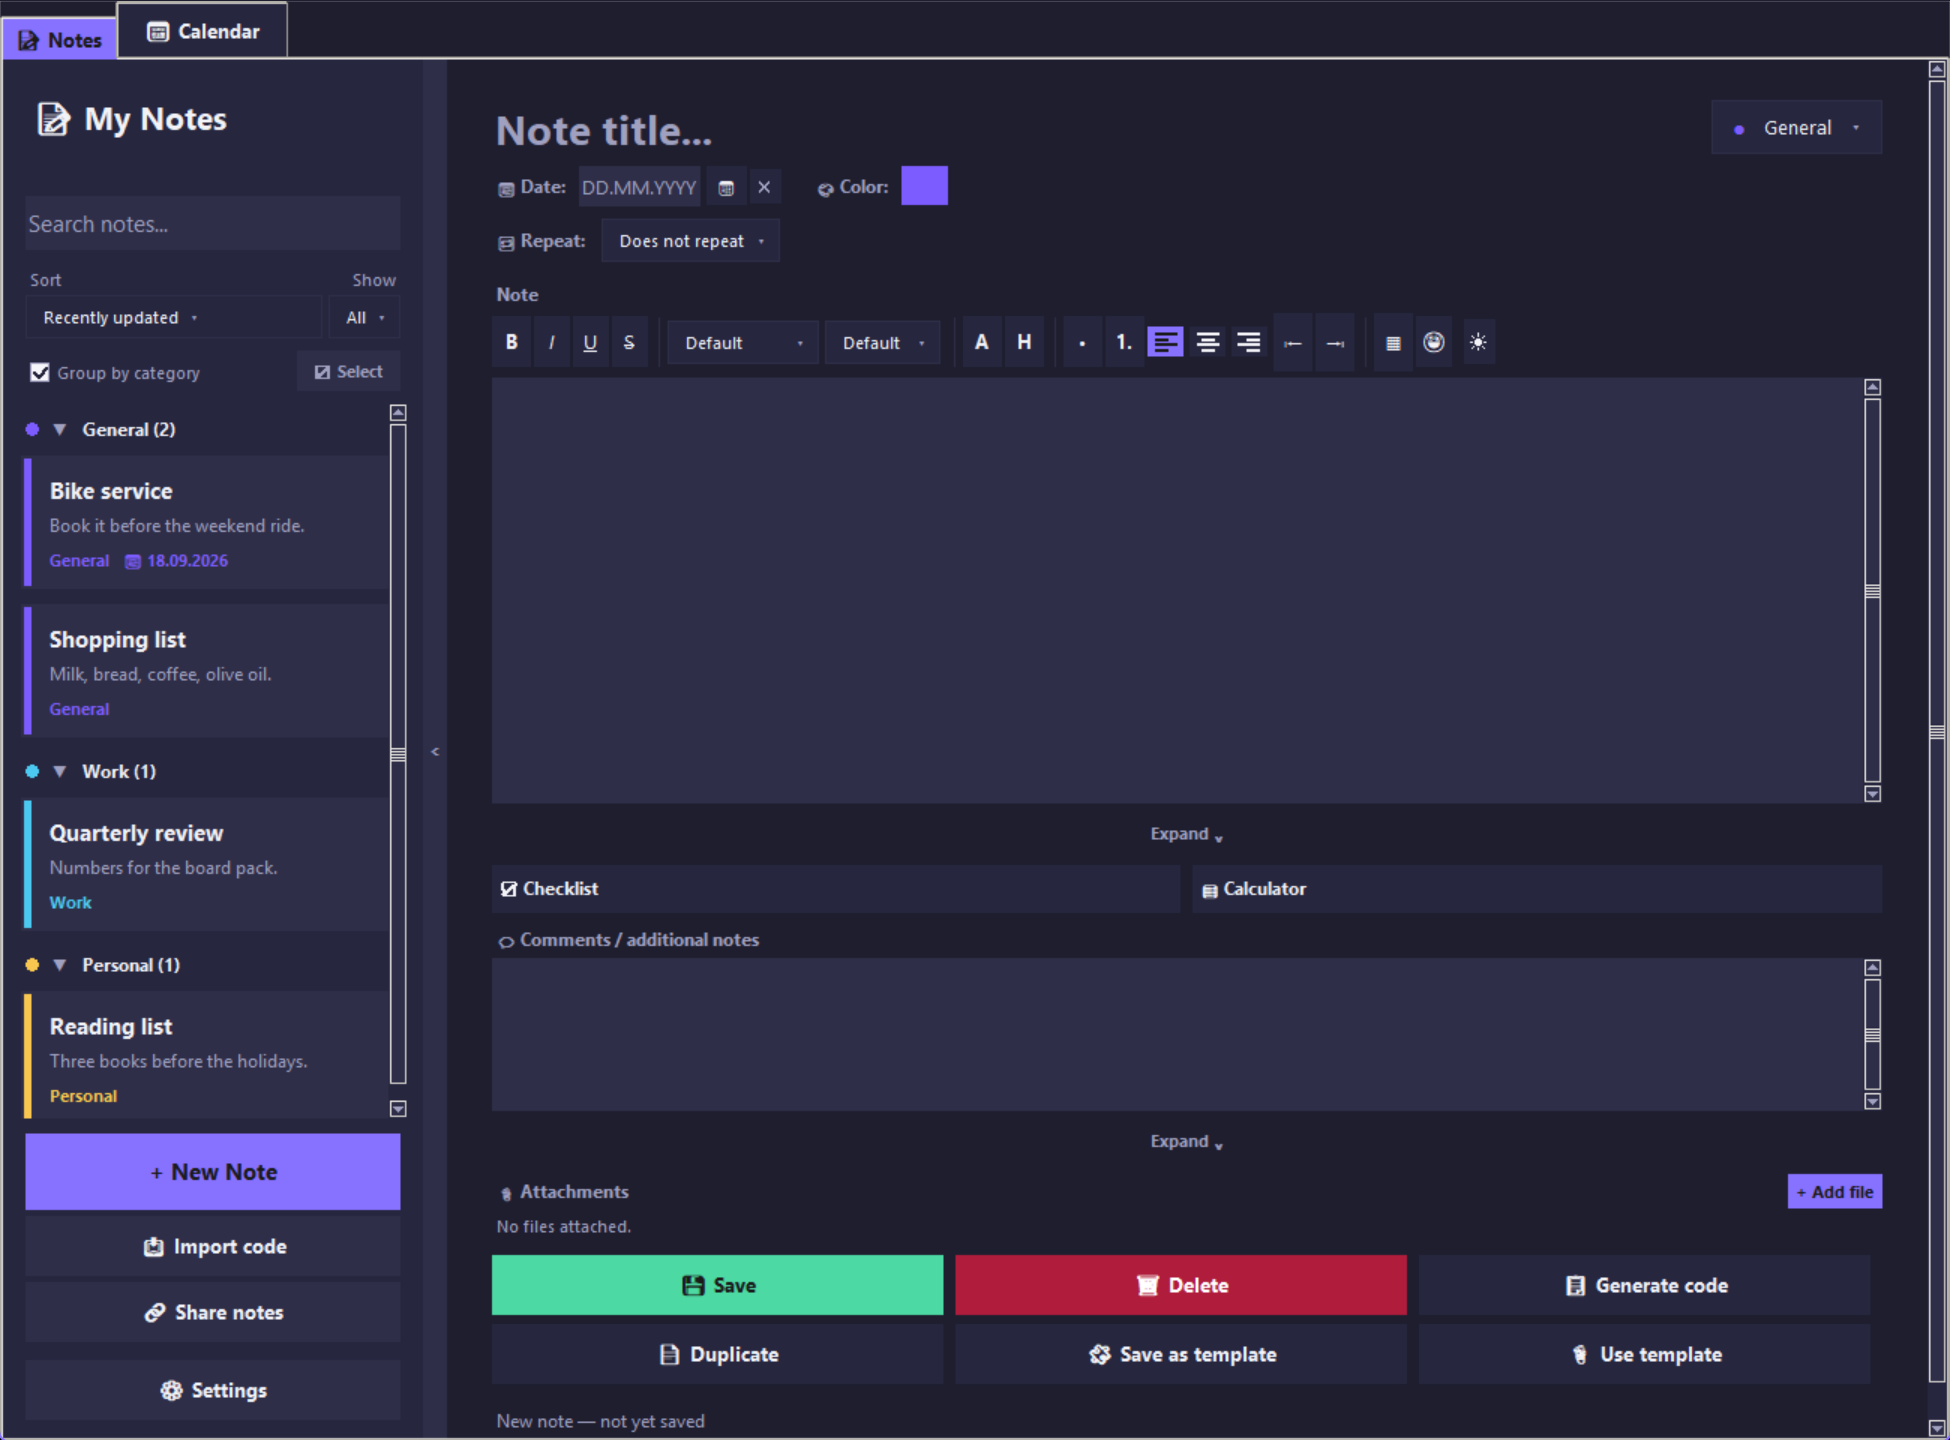 Notes
Calendar
My Notes
Search notes...
Sort
Show
Recently updated
All
Group by category
Select
General (2)
Bike service
Book it before the weekend ride.
General
18.09.2026
Shopping list
Milk, bread, coffee, olive oil.
General
Work (1)
Quarterly review
Numbers for the board pack.
Work
Personal (1)
Reading list
Three books before the holidays.
Personal
+ New Note
Import code
Share notes
Settings
<
Note title...
General
Date:
DD.MM.YYYY
×
Color:
Repeat:
Does not repeat
Note
B I U S
Default
Default
A H
• 1.
Expand
Checklist
Calculator
Comments / additional notes
Expand
Attachments
+ Add file
No files attached.
Save
Delete
Generate code
Duplicate
Save as template
Use template
New note — not yet saved